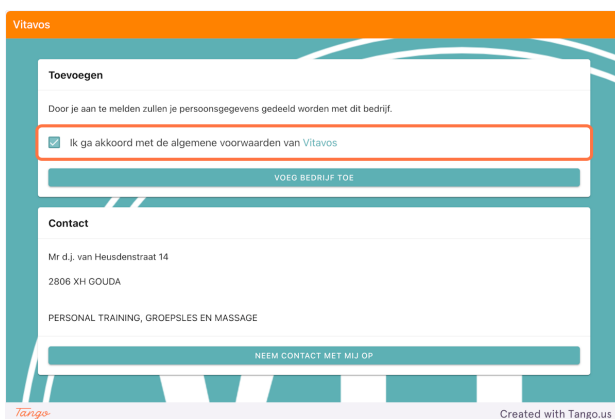 Vitavos
Toevoegen
Door je aan te melden zullen je persoonsgegevens gedeeld worden met dit bedrijf.
Ik ga akkoord met de algemene voorwaarden van Vitavos
VOEG BEDRIJF TOE
Contact
Mr d.j. van Heusdenstraat 14
2806 XH GOUDA
PERSONAL TRAINING, GROEPSLES EN MASSAGE
NEEM CONTACT MET MIJ OP
Tango
Created with Tango.us